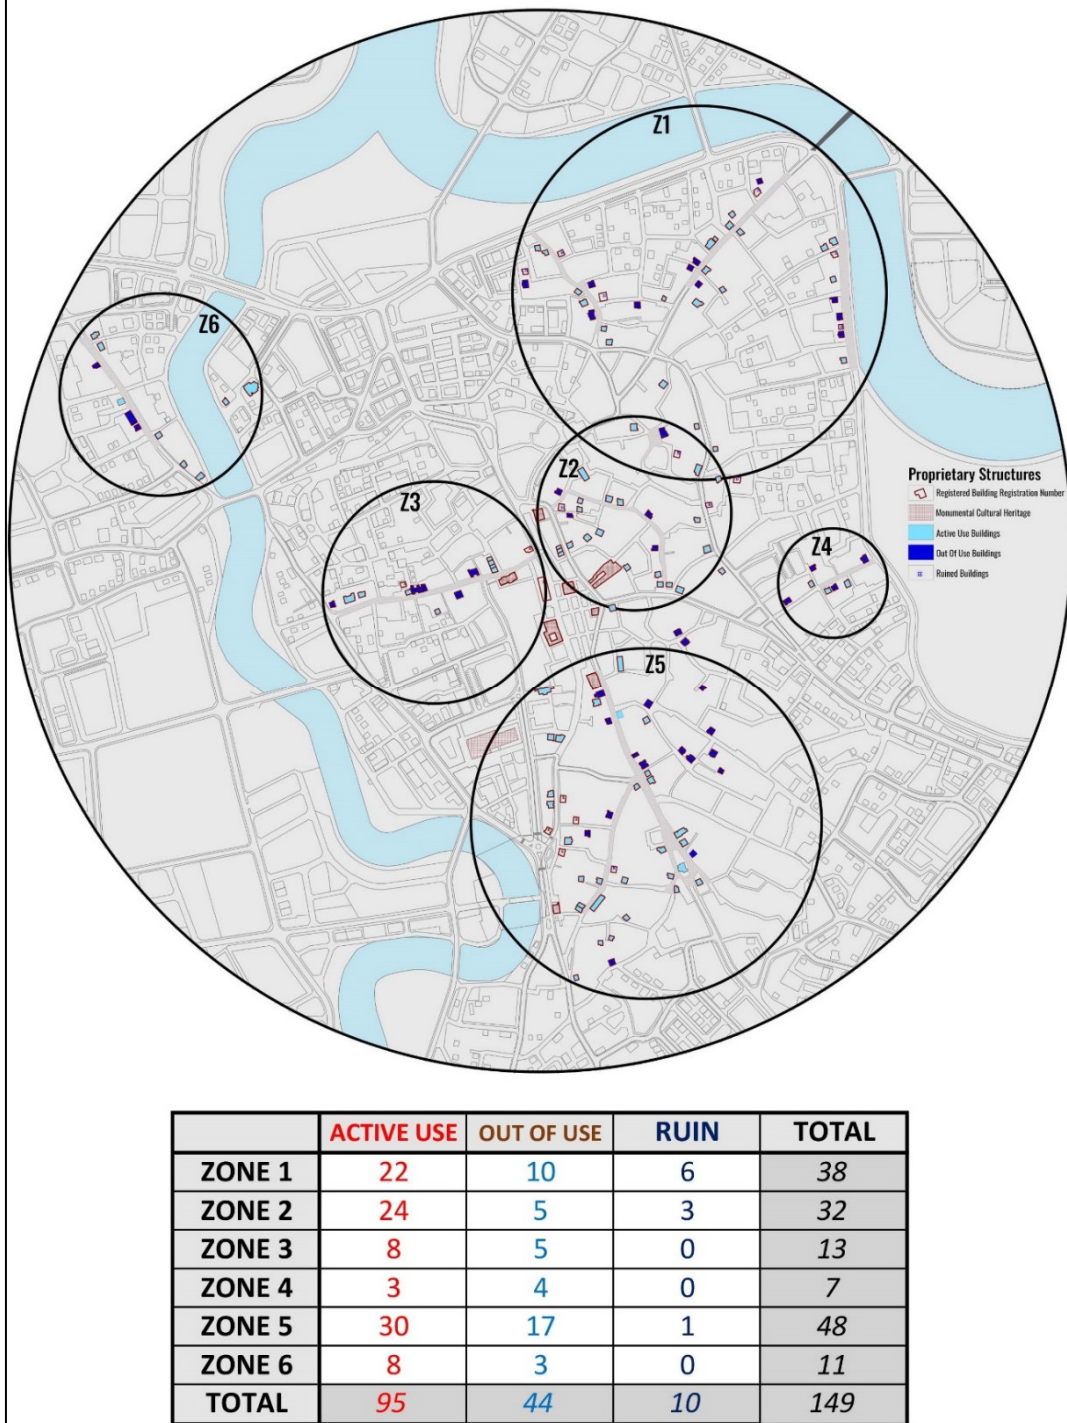 Z1
Z6
Z2
Z3
Z4
Z5
Proprietary Structures
Registered Building Registration Number
Monumental Cultural Heritage
Active Use Buildings
Out Of Use Buildings
Ruined Buildings
ACTIVE USE OUT OF USE RUIN TOTAL
ZONE 1 22 10 6 38
ZONE 2 24 5 3 32
ZONE 3 8 5 0 13
ZONE 4 3 4 0 7
ZONE 5 30 17 1 48
ZONE 6 8 3 0 11
TOTAL 95 44 10 149